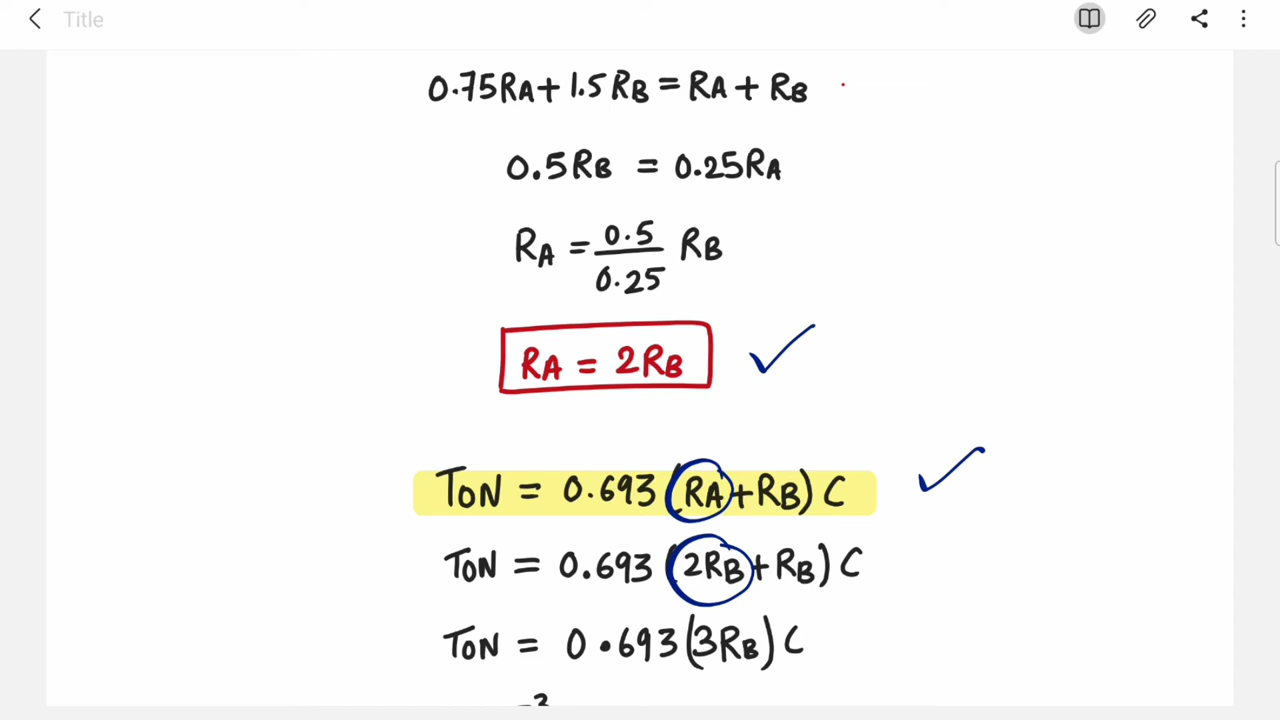 Title
0.75RA + 1.5RB = RA + RB
0.5RB = 0.25RA
RA = 0.5/0.25 RB
RA = 2RB
TON = 0.693 (RA + RB) C
TON = 0.693 (2RB + RB) C
TON = 0.693 (3RB) C